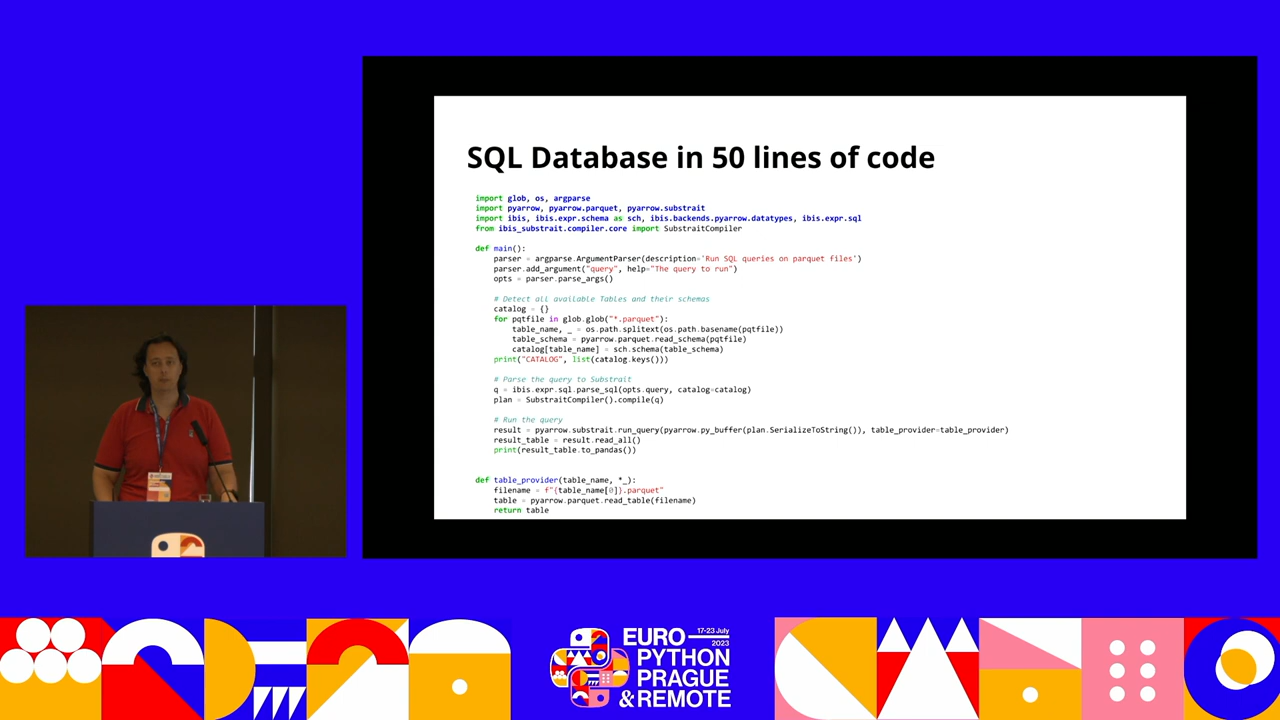 SQL Database in 50 lines of code
import glob, os, argparse
import pyarrow, pyarrow.parquet, pyarrow.substrait
import ibis, ibis.expr.schema as sch, ibis.backends.pyarrow.datatypes, ibis.expr.sql
from ibis_substrait.compiler.core import SubstraitCompiler
def main():
parser = argparse.ArgumentParser(description='Run SQL queries on parquet files')
parser.add_argument("query", help="The query to run")
opts = parser.parse_args()
# Detect all available Tables and their schemas
catalog = {}
for pqtfile in glob.glob("*.parquet"):
table_name, _ = os.path.splitext(os.path.basename(pqtfile))
table_schema = pyarrow.parquet.read_schema(pqtfile)
catalog[table_name] = sch.schema(table_schema)
print("CATALOG", list(catalog.keys()))
# Parse the query to Substrait
q = ibis.expr.sql.parse_sql(opts.query, catalog=catalog)
plan = SubstraitCompiler().compile(q)
# Run the query
result = pyarrow.substrait.run_query(pyarrow.py_buffer(plan.SerializeToString()), table_provider=table_provider)
result_table = result.read_all()
print(result_table.to_pandas())
def table_provider(table_name, *_):
filename = f"{table_name[0]}.parquet"
table = pyarrow.parquet.read_table(filename)
return table
17-23 July
2023
EURO
PYTHON
PRAGUE
& REMOTE